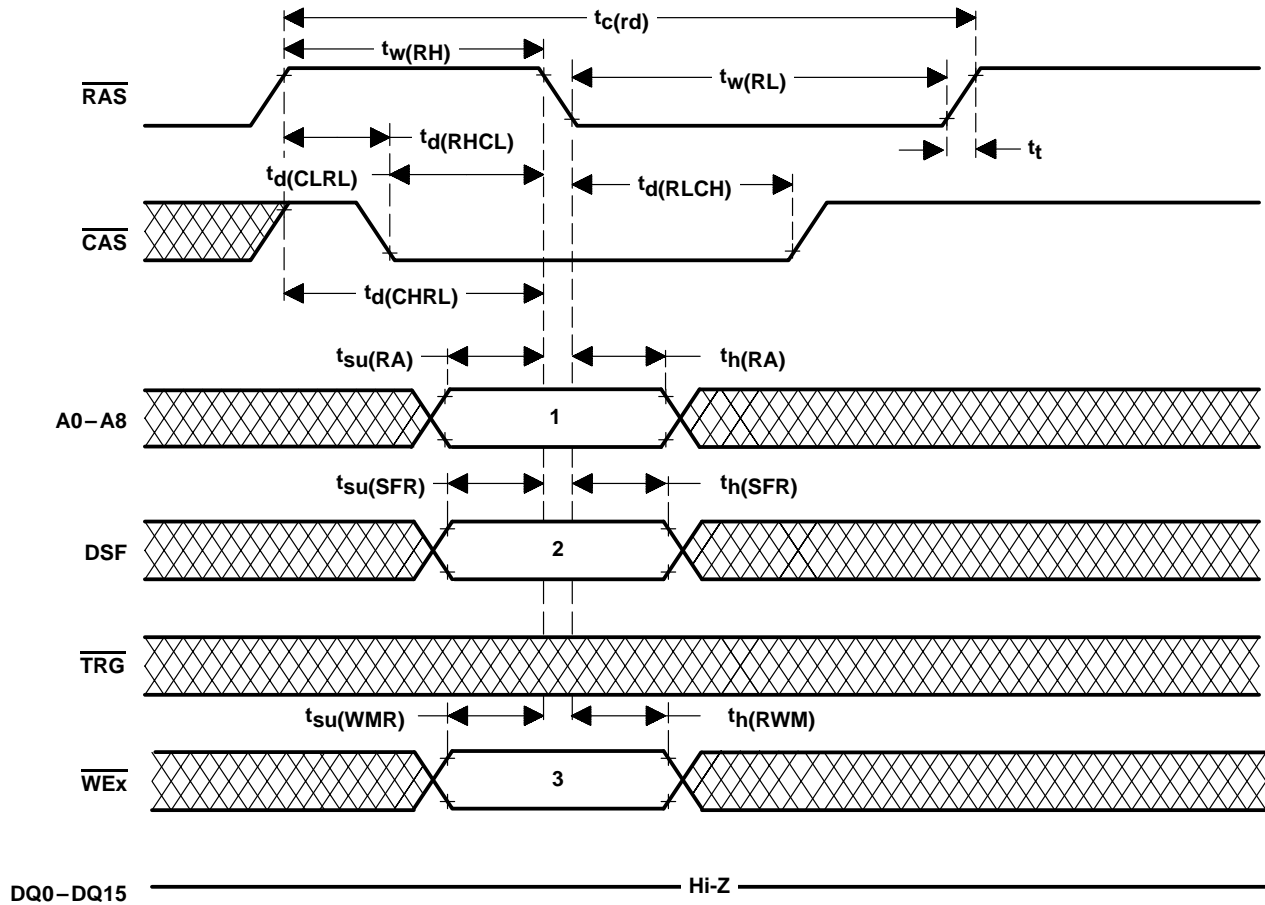 tc(rd)
tw(RH)
tw(RL)
RAS
td(RHCL)
tt
td(CLRL)
td(RLCH)
CAS
td(CHRL)
tsu(RA)
th(RA)
A0–A8
1
tsu(SFR)
th(SFR)
DSF
2
TRG
tsu(WMR)
th(RWM)
WEx
3
DQ0–DQ15
Hi-Z